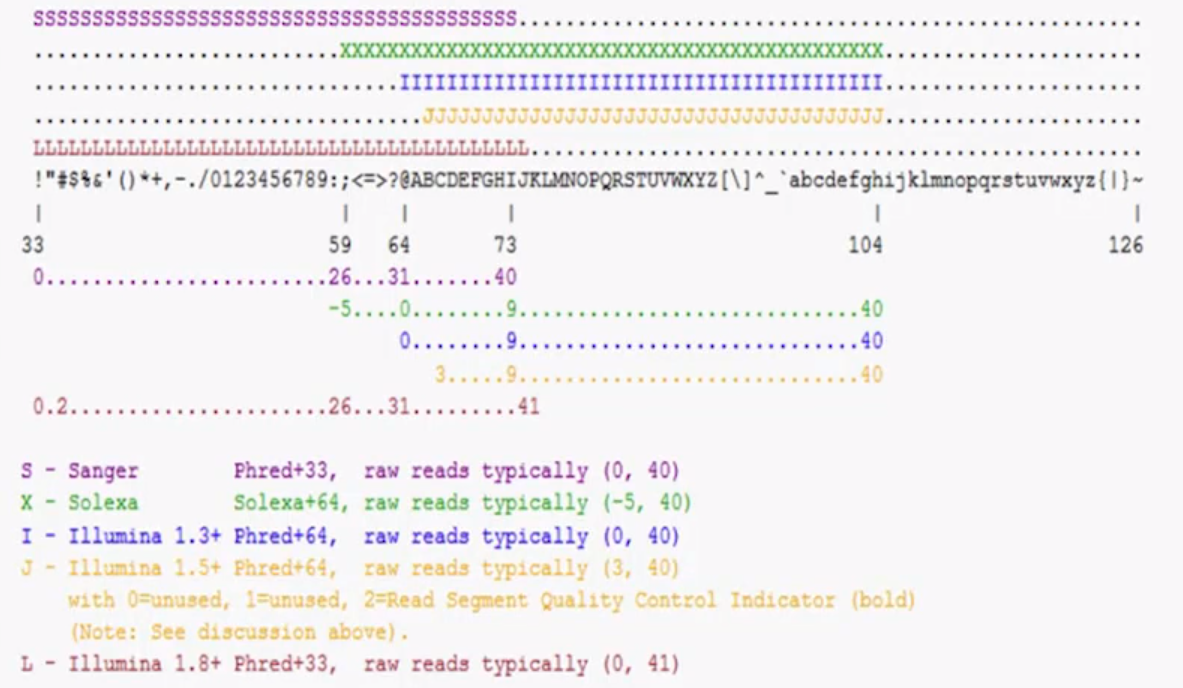 SSSSSSSSSSSSSSSSSSSSSSSSSSSSSSSSSSSSSSSSS.....................................................
..........................XXXXXXXXXXXXXXXXXXXXXXXXXXXXXXXXXXXXXXXXXXXXXX......................
...............................IIIIIIIIIIIIIIIIIIIIIIIIIIIIIIIIIIIIIIIII......................
.................................JJJJJJJJJJJJJJJJJJJJJJJJJJJJJJJJJJJJJJJ......................
LLLLLLLLLLLLLLLLLLLLLLLLLLLLLLLLLLLLLLLLLL....................................................
!"#$%&'()*+,-./0123456789:;<=>?@ABCDEFGHIJKLMNOPQRSTUVWXYZ[\]^_`abcdefghijklmnopqrstuvwxyz{|}~
| | | | | |
33 59 64 73 104 126
0........................26...31.......40
-5....0........9.............................40
0........9.............................40
3.....9.............................40
0.2......................26...31.........41
S - Sanger Phred+33, raw reads typically (0, 40)
X - Solexa Solexa+64, raw reads typically (-5, 40)
I - Illumina 1.3+ Phred+64, raw reads typically (0, 40)
J - Illumina 1.5+ Phred+64, raw reads typically (3, 40)
with 0=unused, 1=unused, 2=Read Segment Quality Control Indicator (bold)
(Note: See discussion above).
L - Illumina 1.8+ Phred+33, raw reads typically (0, 41)